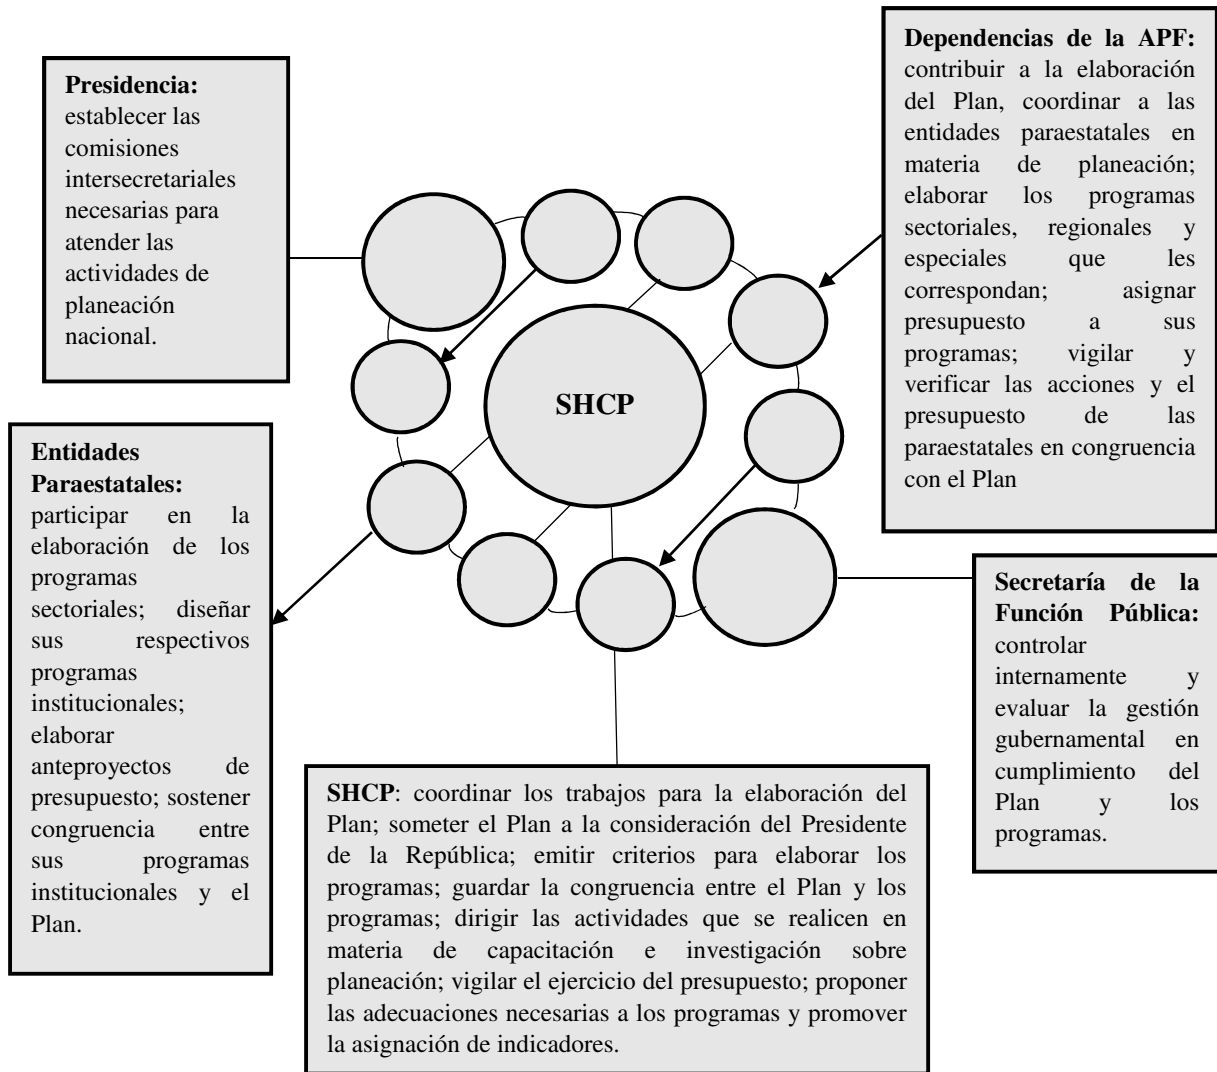 Presidencia:
establecer las
comisiones
intersecretariales
necesarias para
atender las
actividades de
planeación
nacional.
Dependencias de la APF:
contribuir a la elaboración
del Plan, coordinar a las
entidades paraestatales en
materia de planeación;
elaborar los programas
sectoriales, regionales y
especiales que les
correspondan; asignar
presupuesto a sus
programas; vigilar y
verificar las acciones y el
presupuesto de las
paraestatales en congruencia
con el Plan
SHCP
Entidades
Paraestatales:
participar en la
elaboración de los
programas
sectoriales; diseñar
sus respectivos
programas
institucionales;
elaborar
anteproyectos de
presupuesto; sostener
congruencia entre
sus programas
institucionales y el
Plan.
Secretaría de la
Función Pública:
controlar
internamente y
evaluar la gestión
gubernamental en
cumplimiento del
Plan y los
programas.
SHCP: coordinar los trabajos para la elaboración del
Plan; someter el Plan a la consideración del Presidente
de la República; emitir criterios para elaborar los
programas; guardar la congruencia entre el Plan y los
programas; dirigir las actividades que se realicen en
materia de capacitación e investigación sobre
planeación; vigilar el ejercicio del presupuesto; proponer
las adecuaciones necesarias a los programas y promover
la asignación de indicadores.